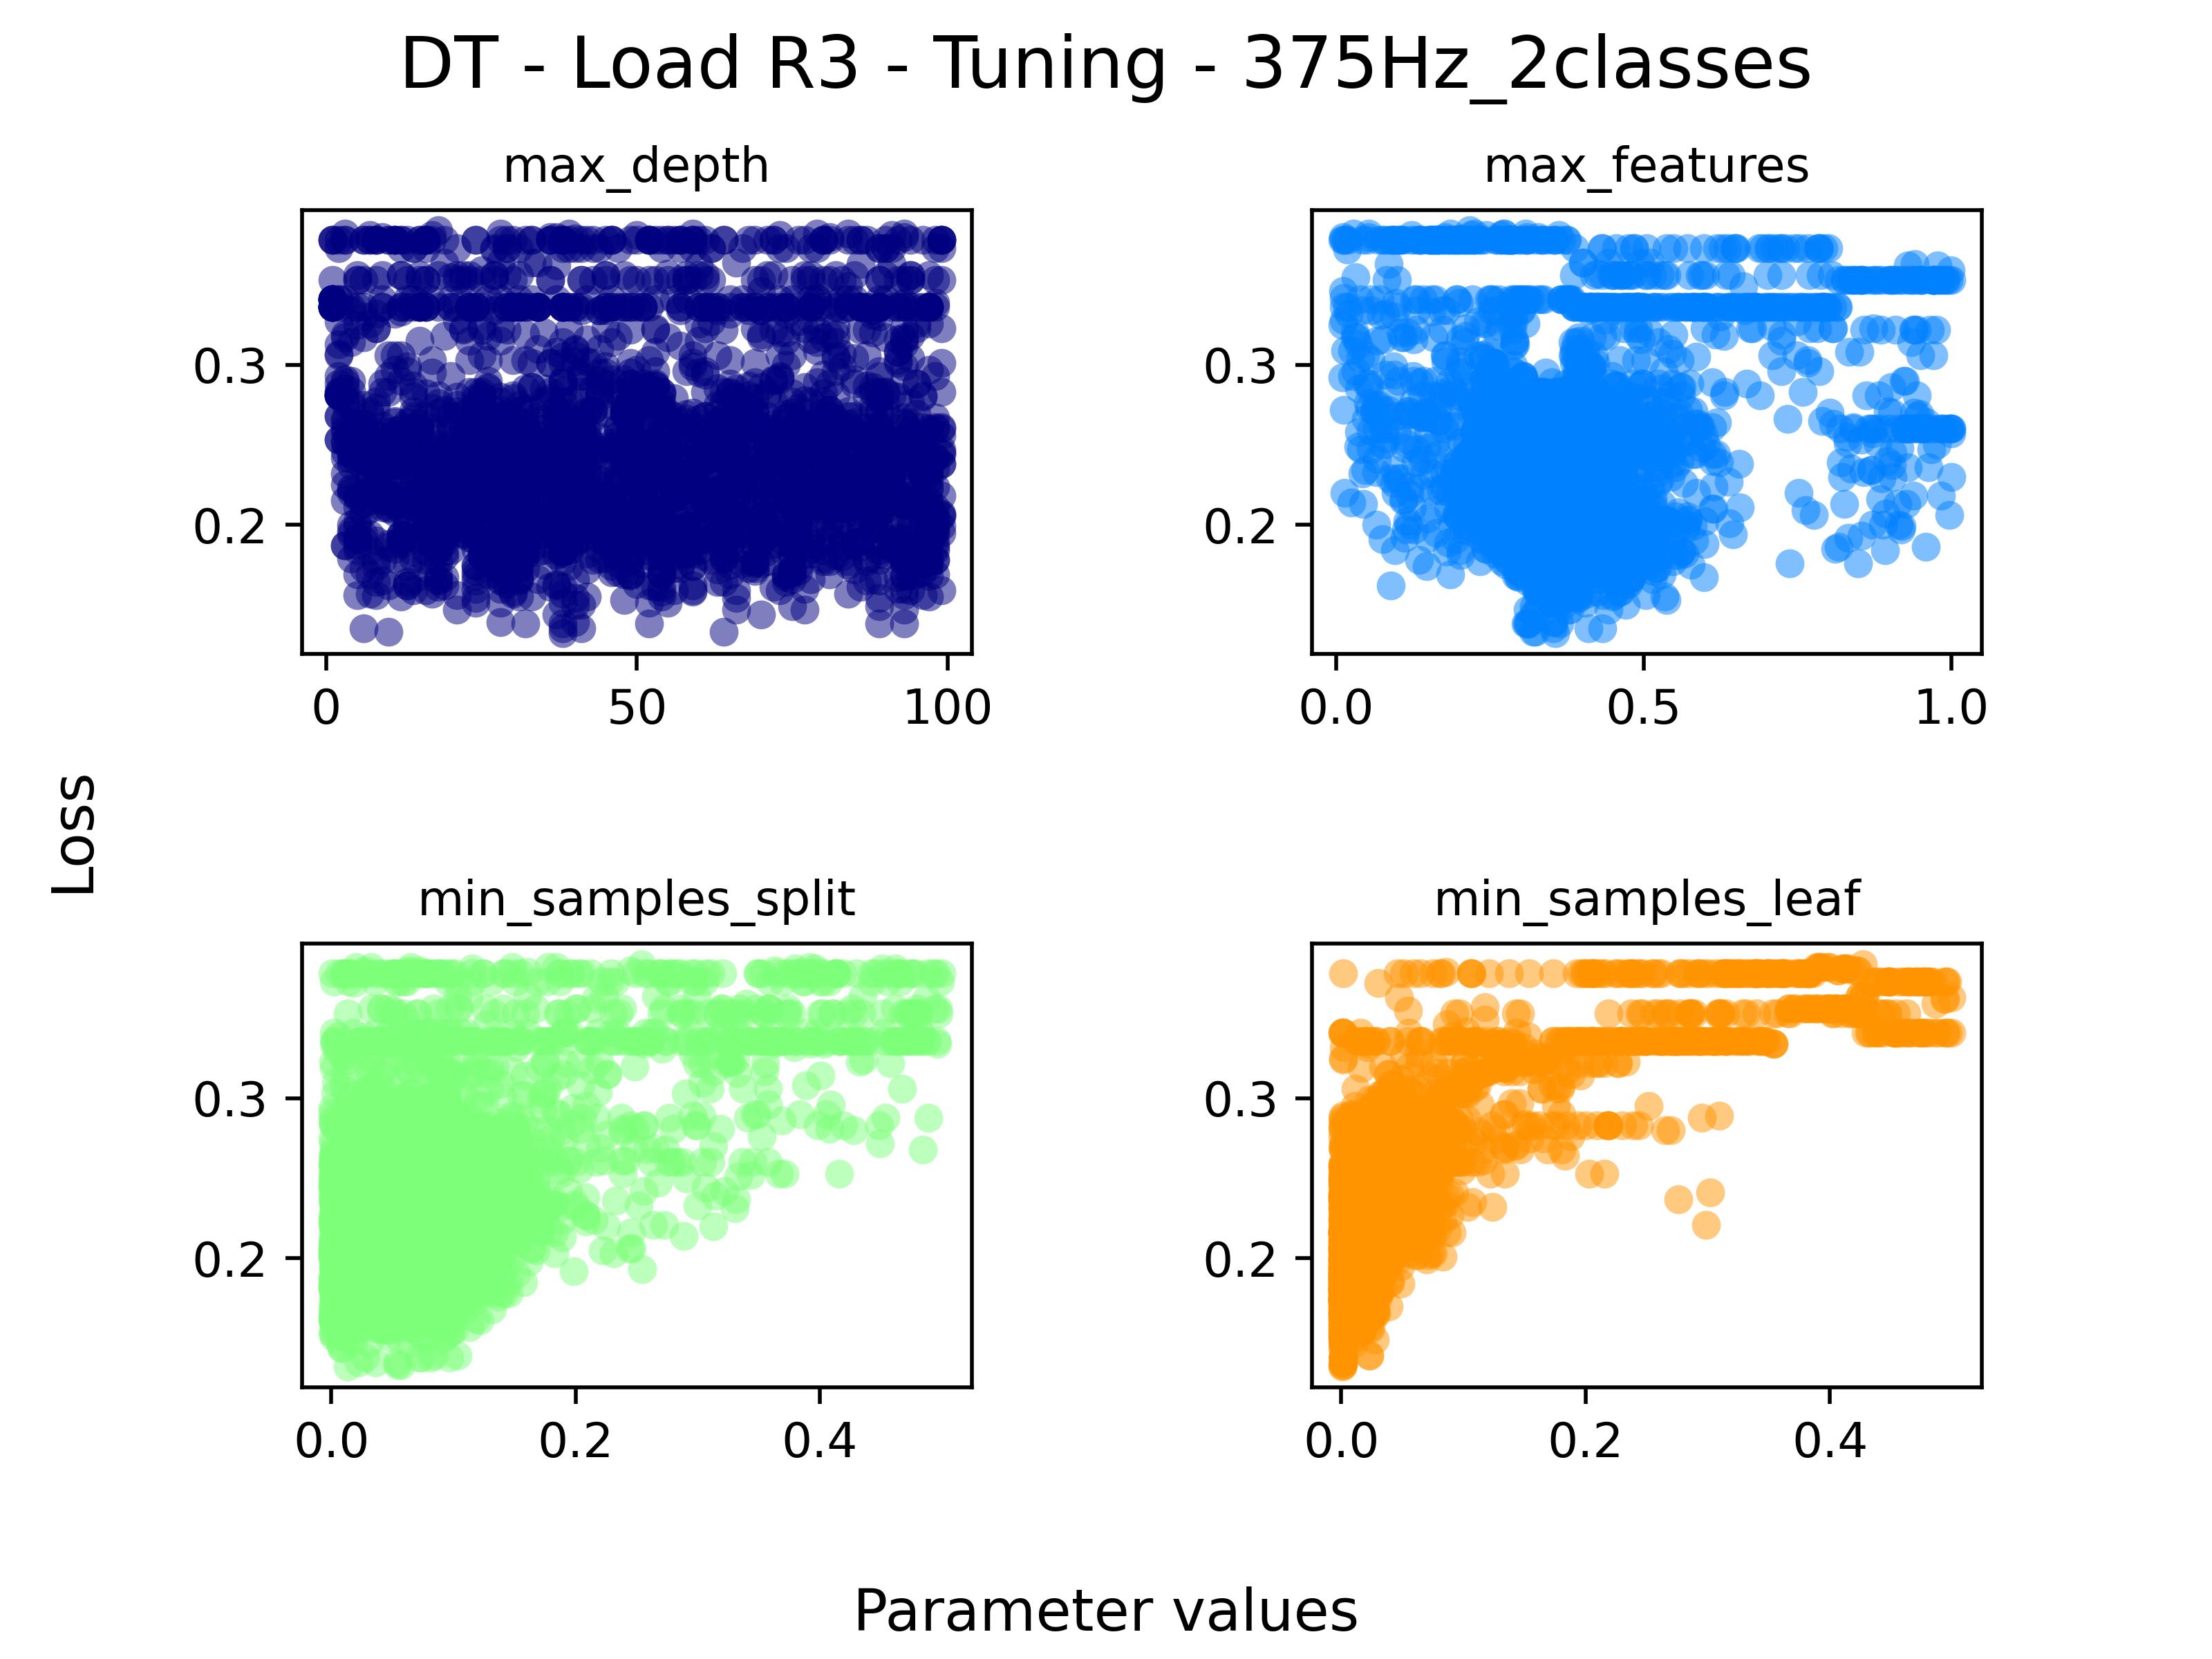 DT - Load R3 - Tuning - 375Hz_2classes
max_depth
0.3
0.2
0 50 100
max_features
0.3
0.2
0.0 0.5 1.0
Loss
min_samples_split
0.3
0.2
0.0 0.2 0.4
min_samples_leaf
0.3
0.2
0.0 0.2 0.4
Parameter values